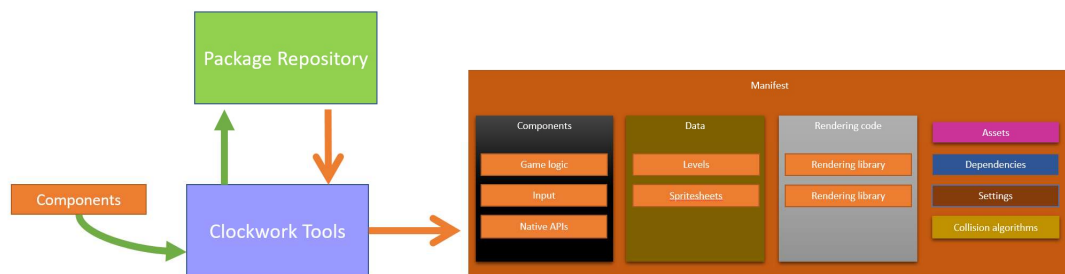 Package Repository
Components
Clockwork Tools
Manifest
Components
Game logic
Input
Native APIs
Data
Levels
Spritesheets
Rendering code
Rendering library
Rendering library
Assets
Dependencies
Settings
Collision algorithms